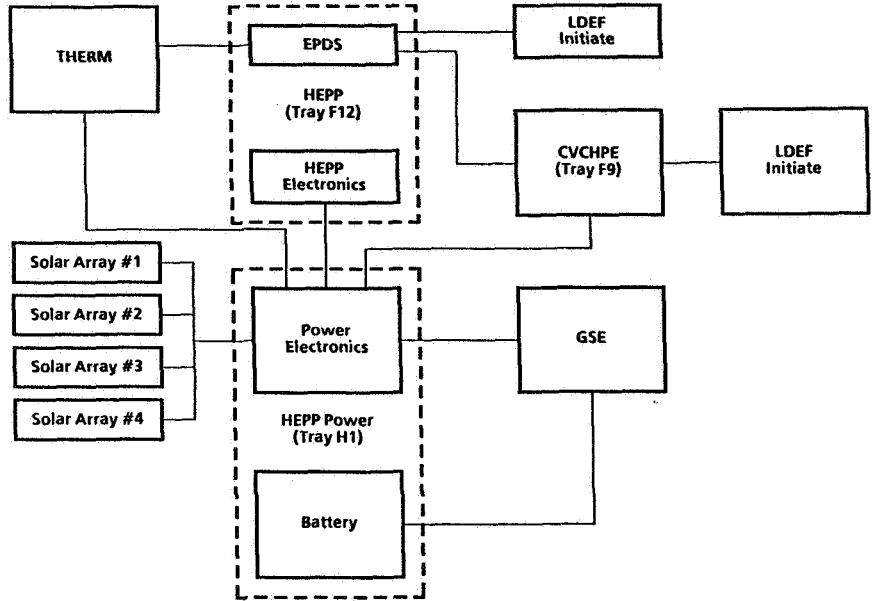 THERM
EPDS
LDEF
Initiate
HEPP
(Tray F12)
HEPP
Electronics
CVCHPE
(Tray F9)
LDEF
Initiate
Solar Array #1
Solar Array #2
Solar Array #3
Solar Array #4
Power
Electronics
GSE
HEPP Power
(Tray H1)
Battery